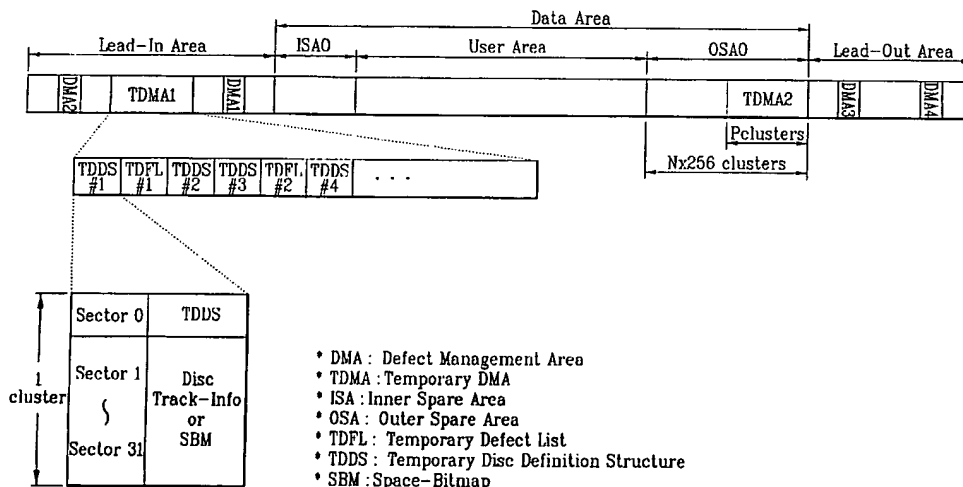 Data Area
Lead-In Area
ISA0
User Area
OSA0
Lead-Out Area
DMA2
TDMA1
DMA1
TDMA2
DMA3
DMA4
Pclusters
Nx256 clusters
TDDS #1
TDFL #1
TDDS #2
TDDS #3
TDFL #2
TDDS #4
. . .
1 cluster
Sector 0
TDDS
Sector 1
∫
Sector 31
Disc
Track-Info
or
SBM
* DMA : Defect Management Area
* TDMA : Temporary DMA
* ISA : Inner Spare Area
* OSA : Outer Spare Area
* TDFL : Temporary Defect List
* TDDS : Temporary Disc Definition Structure
* SBM : Space-Bitmap